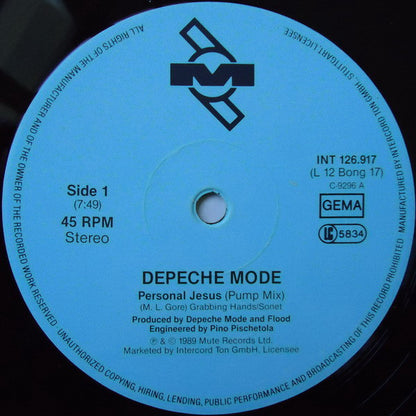 M
INT 126.917
(L 12 Bong 17)
C-9296 A
GEMA
LC 5834
Side 1
(7:49)
45 RPM
Stereo
DEPECHE MODE
Personal Jesus (Pump Mix)
(M. L. Gore) Grabbing Hands/Sonet
Produced by Depeche Mode and Flood
Engineered by Pino Pischetola
℗ & © 1989 Mute Records Ltd.
Marketed by Intercord Ton GmbH, Licensee
ALL RIGHTS OF THE MANUFACTURER AND OF THE OWNER OF THE RECORDED WORK RESERVED
UNAUTHORIZED COPYING, HIRING, LENDING, PUBLIC PERFORMANCE AND BROADCASTING OF THIS RECORD PROHIBITED
MANUFACTURED BY INTERCORD TON GMBH., STUTTGART/LICENSEE